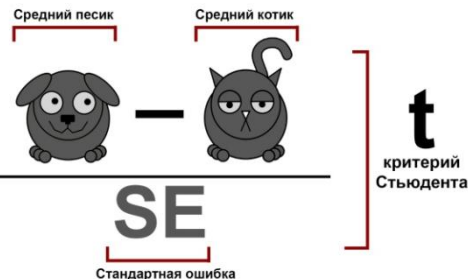 Средний песик
Средний котик
t
критерий
Стьюдента
SE
Стандартная ошибка